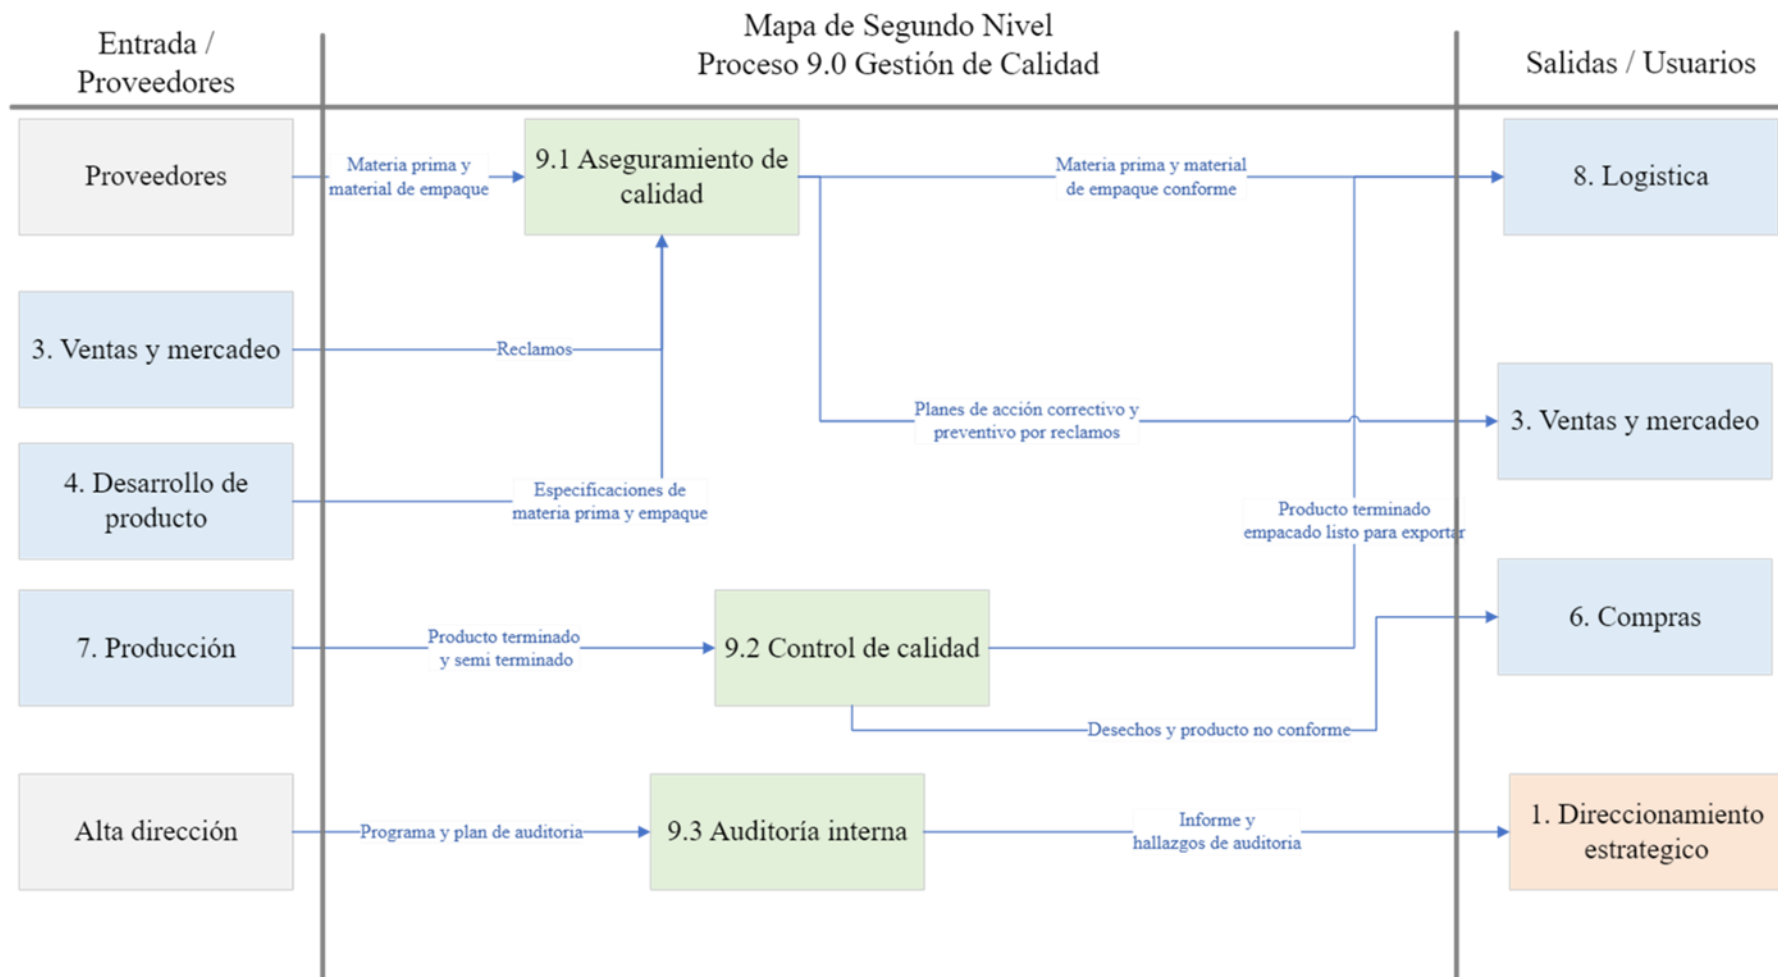 Entrada /
Proveedores
Mapa de Segundo Nivel
Proceso 9.0 Gestión de Calidad
Salidas / Usuarios
Proveedores
Materia prima y
material de empaque
9.1 Aseguramiento de
calidad
Materia prima y material
de empaque conforme
8. Logistica
3. Ventas y mercadeo
Reclamos
Planes de acción correctivo y
preventivo por reclamos
3. Ventas y mercadeo
4. Desarrollo de
producto
Especificaciones de
materia prima y empaque
Producto terminado
empacado listo para exportar
7. Producción
Producto terminado
y semi terminado
9.2 Control de calidad
6. Compras
Desechos y producto no conforme
Alta dirección
Programa y plan de auditoria
9.3 Auditoría interna
Informe y
hallazgos de auditoria
1. Direccionamiento
estrategico